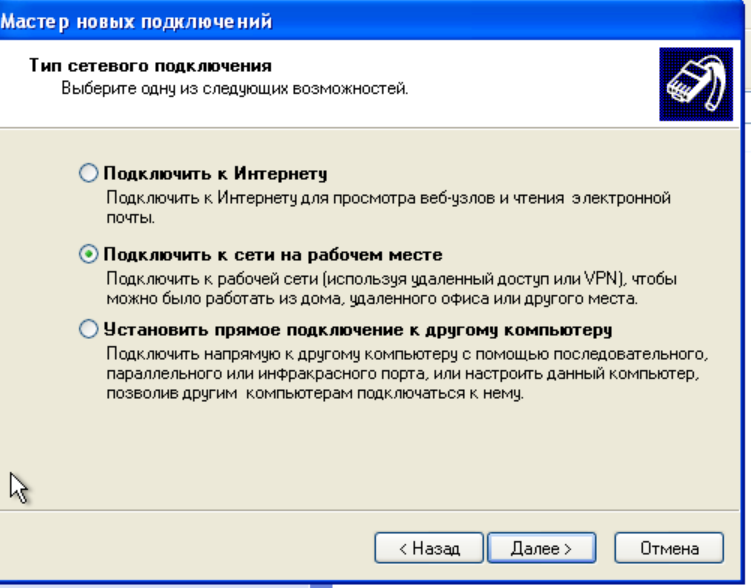 Мастер новых подключений
Тип сетевого подключения
Выберите одну из следующих возможностей.
Подключить к Интернету
Подключить к Интернету для просмотра веб-узлов и чтения электронной
почты.
Подключить к сети на рабочем месте
Подключить к рабочей сети (используя удаленный доступ или VPN), чтобы
можно было работать из дома, удаленного офиса или другого места.
Установить прямое подключение к другому компьютеру
Подключить напрямую к другому компьютеру с помощью последовательного,
параллельного или инфракрасного порта, или настроить данный компьютер,
позволив другим компьютерам подключаться к нему.
< Назад
Далее >
Отмена